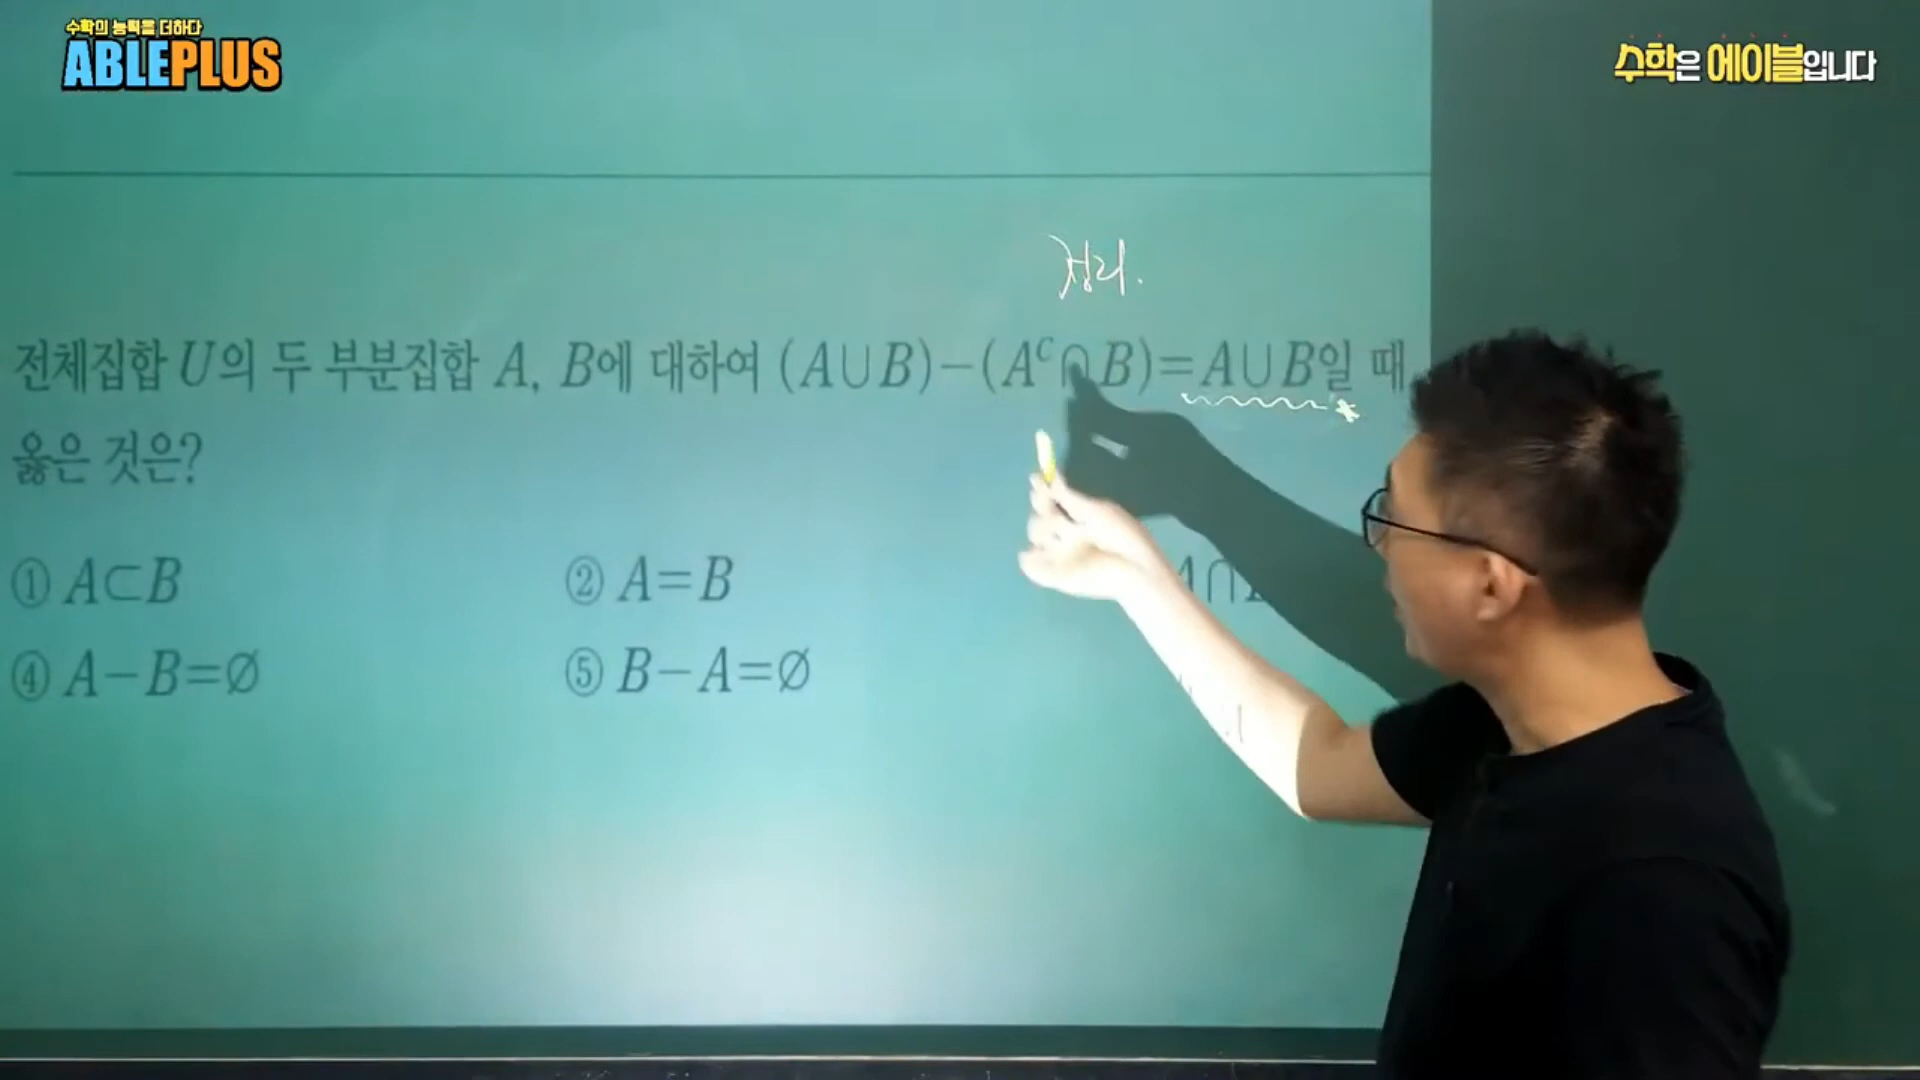 수학의 능력을 더하다
ABLEPLUS
수학은 에이블입니다
정리.
전체집합 U의 두 부분집합 A, B에 대하여 (A∪B)−(Aᶜ∩B)=A∪B일 때
옳은 것은?
① A⊂B ② A=B A∩
④ A−B=∅ ⑤ B−A=∅